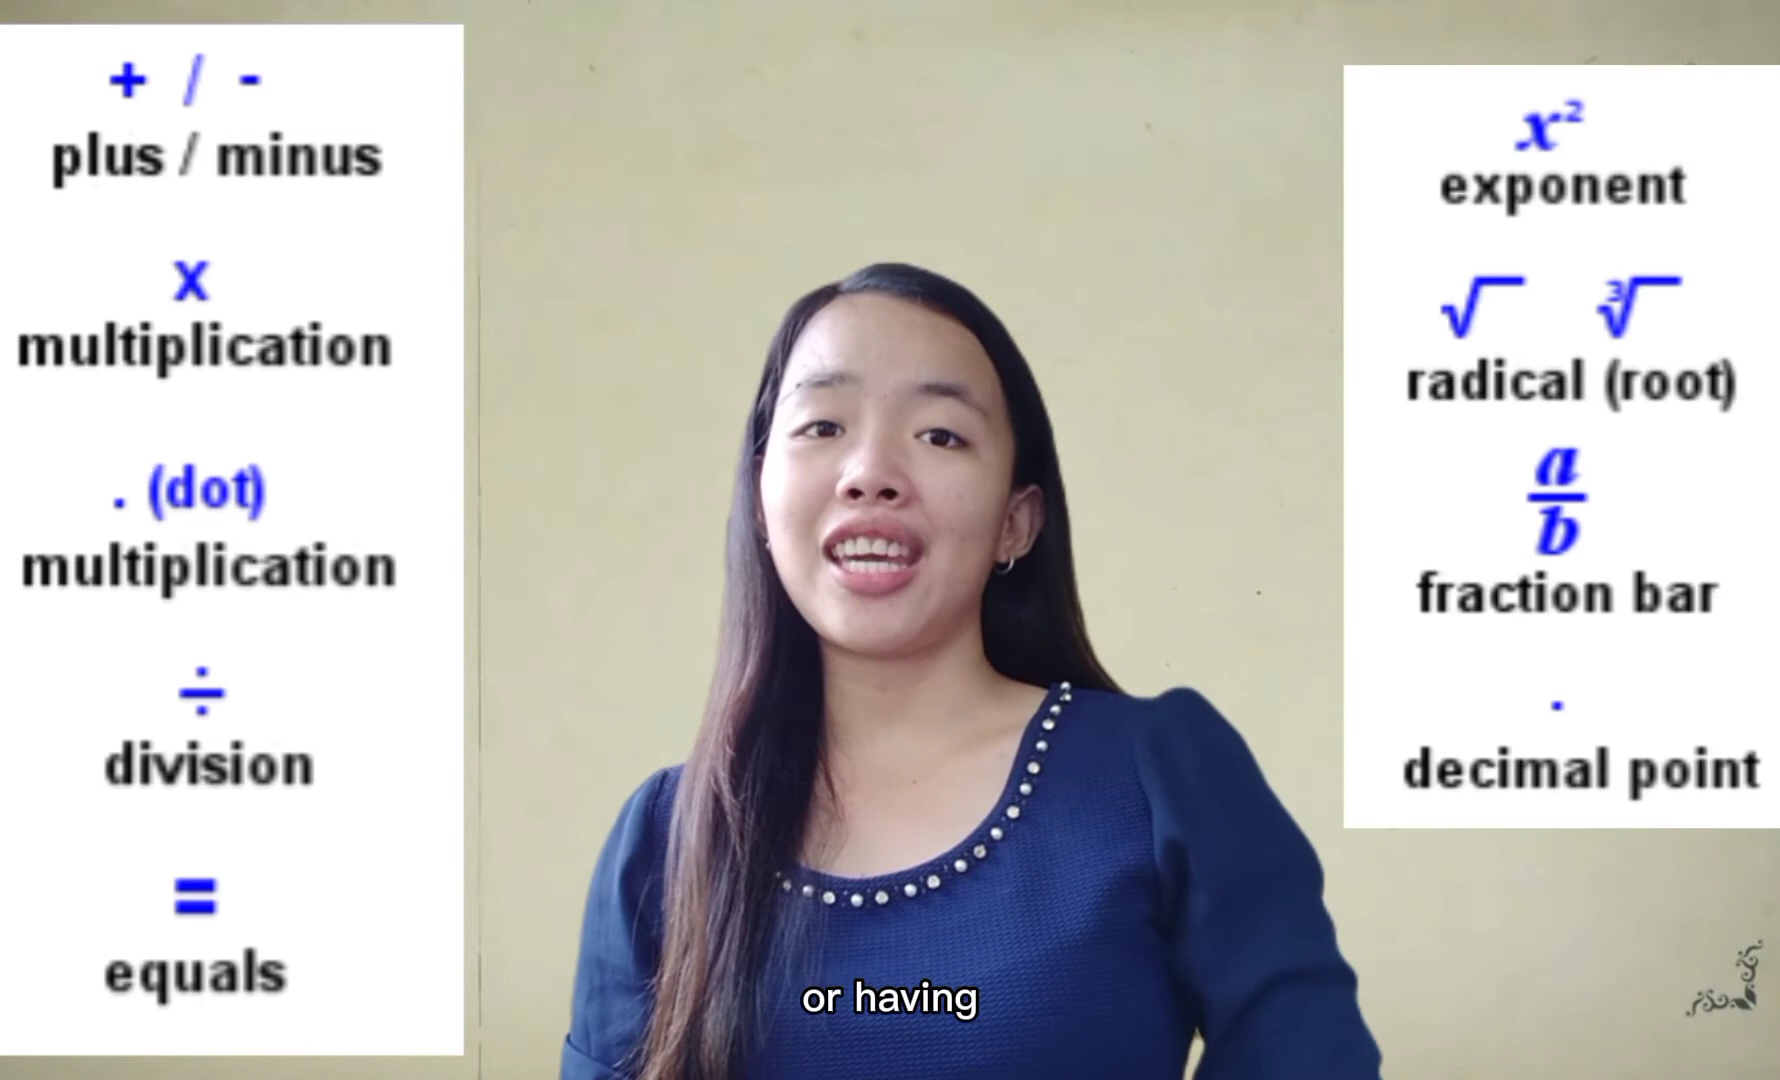 + / -
plus / minus
x
multiplication
. (dot)
multiplication
÷
division
=
equals
x²
exponent
√ ∛
radical (root)
a
b
fraction bar
.
decimal point
or having